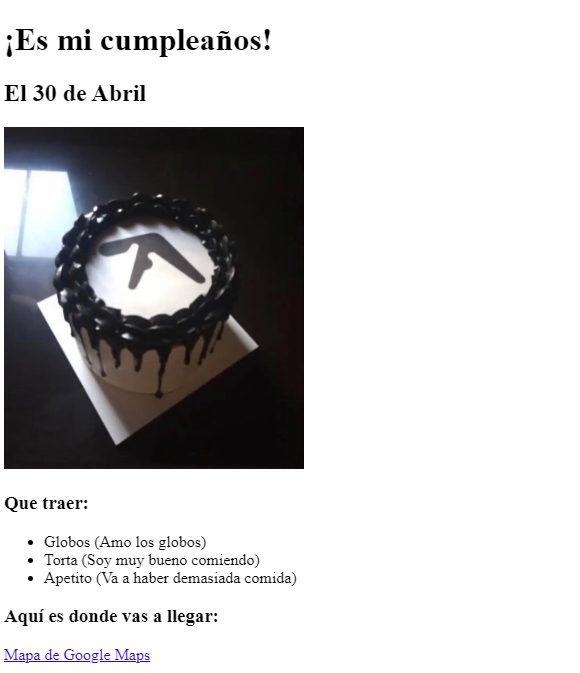 ¡Es mi cumpleaños!
El 30 de Abril
Que traer:
Globos (Amo los globos)
Torta (Soy muy bueno comiendo)
Apetito (Va a haber demasiada comida)
Aquí es donde vas a llegar:
Mapa de Google Maps